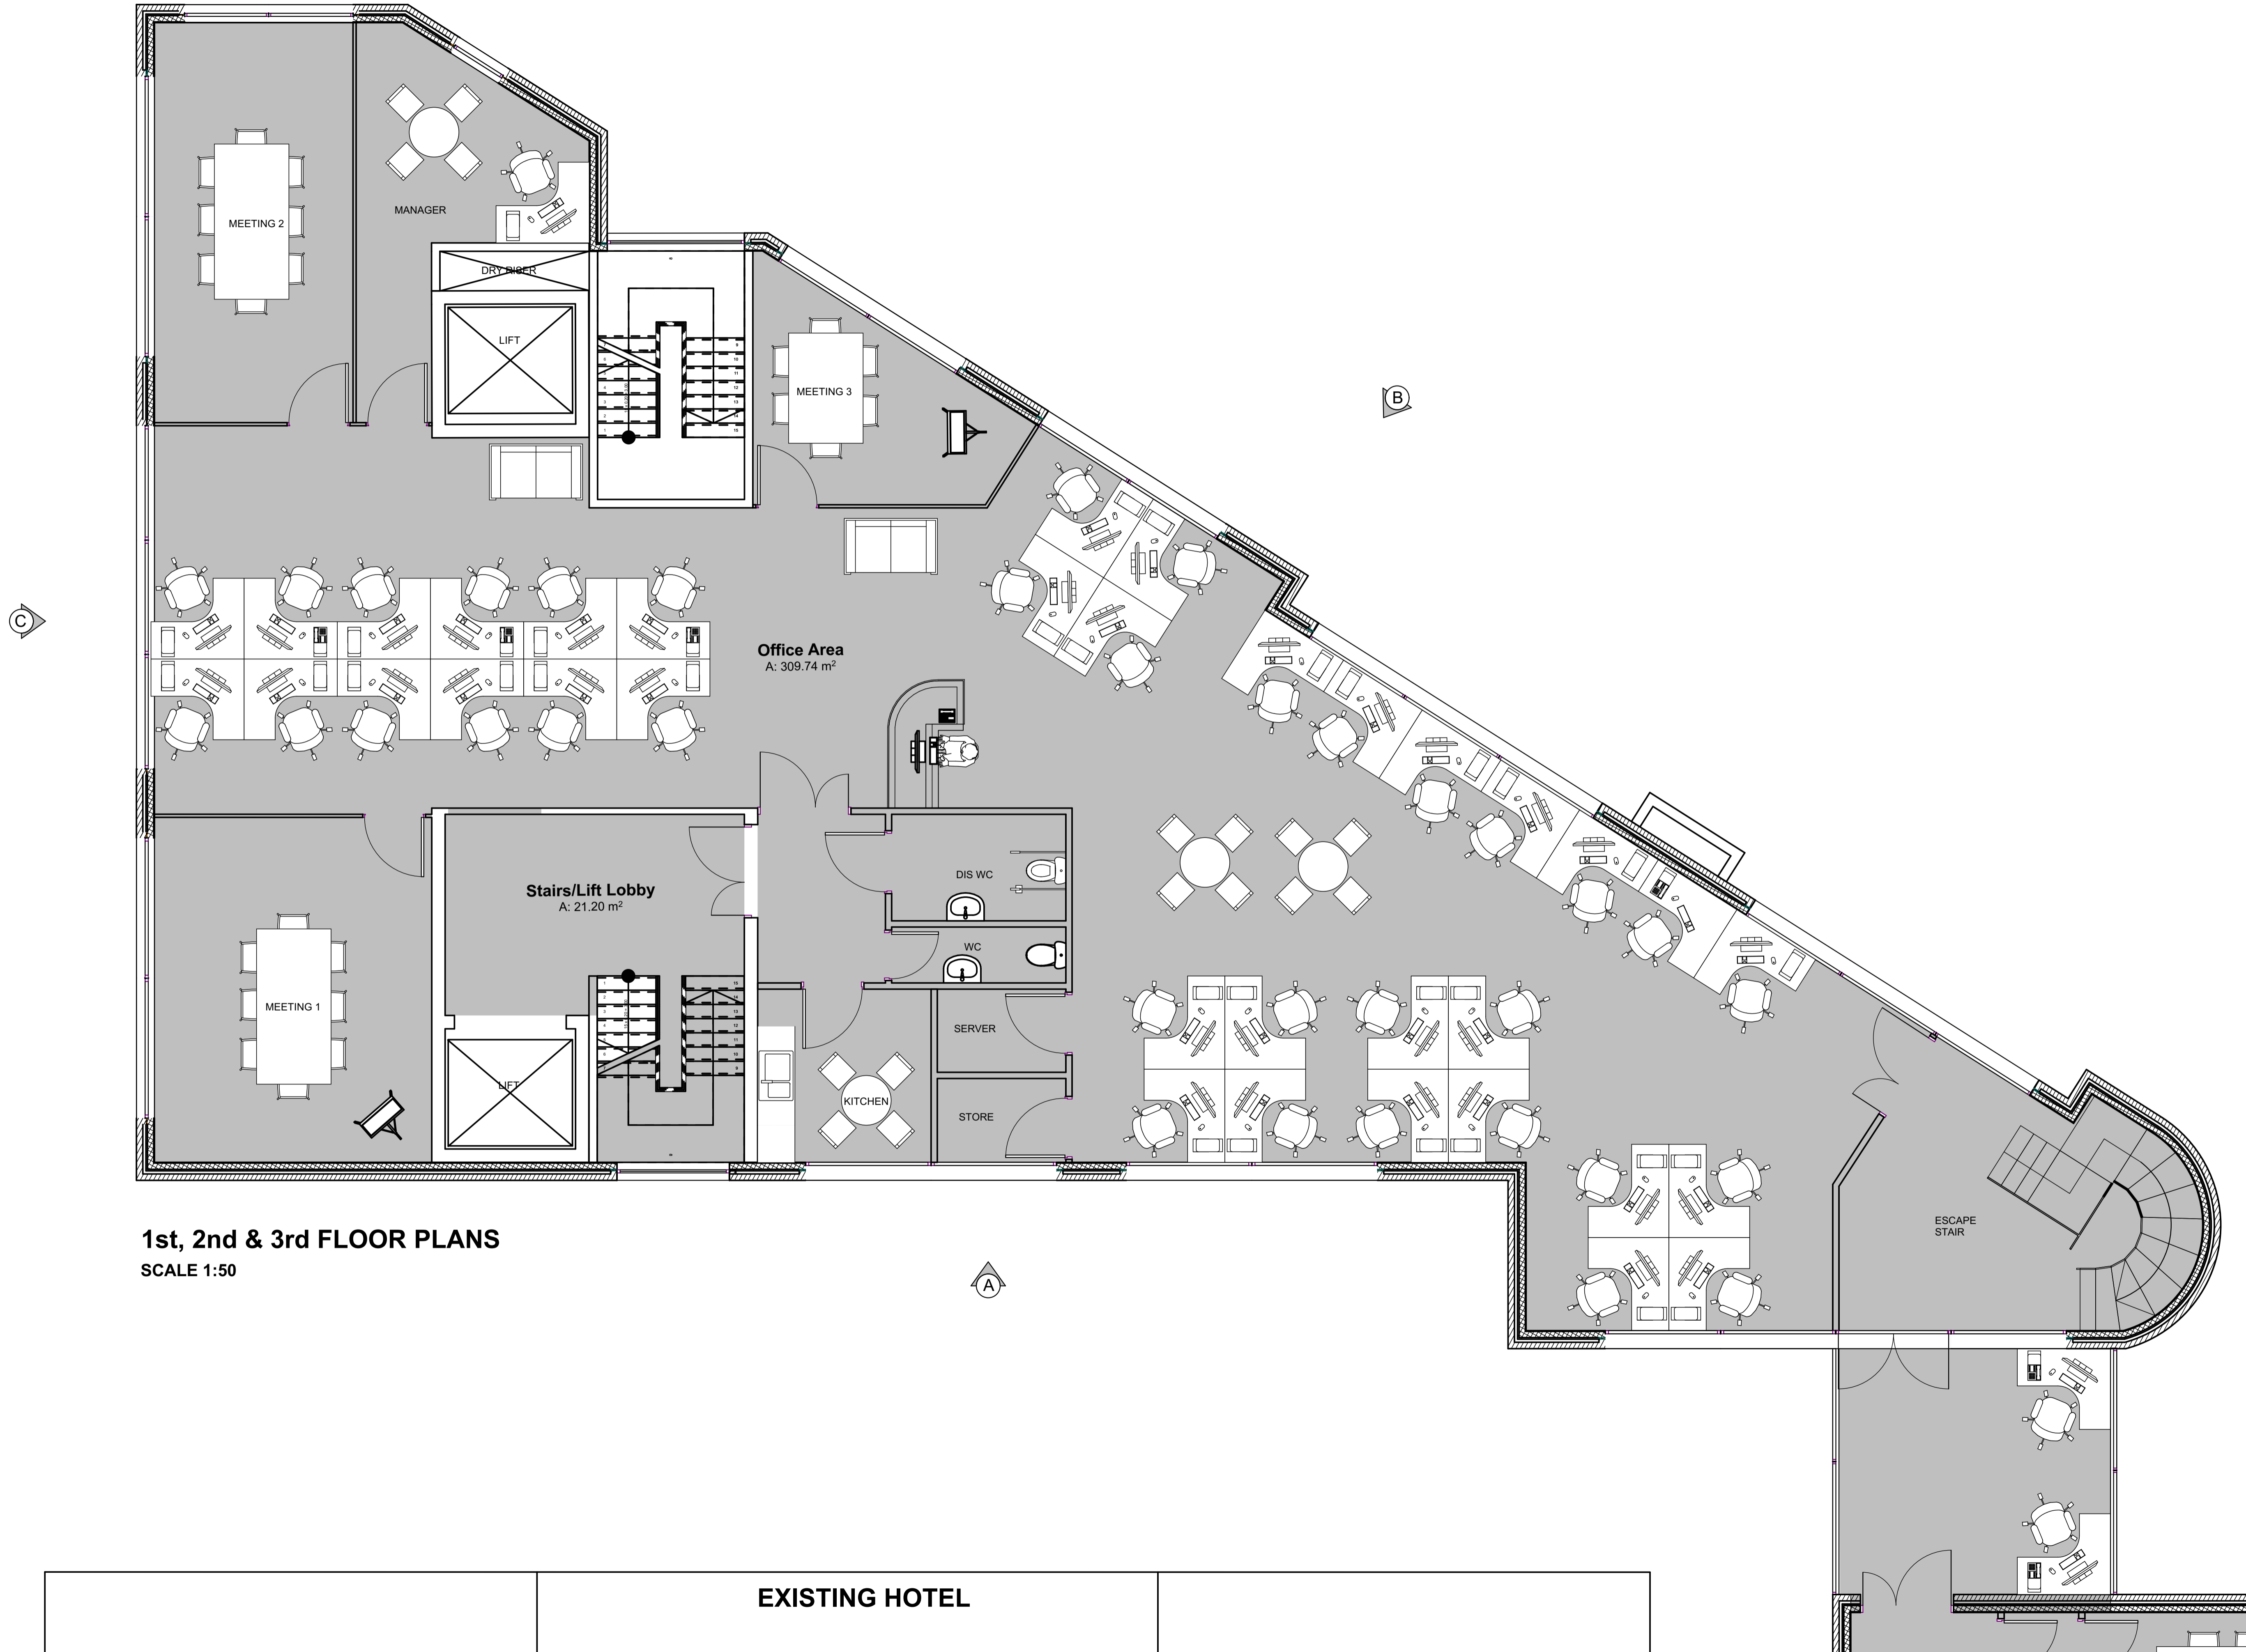 MEETING 2
MANAGER
DRY RISER
LIFT
MEETING 3
B
C
Office Area
A: 309.74 m²
Stairs/Lift Lobby
A: 21.20 m²
DIS WC
WC
MEETING 1
SERVER
LIFT
KITCHEN
STORE
ESCAPE
STAIR
1st, 2nd & 3rd FLOOR PLANS
SCALE 1:50
A
EXISTING HOTEL